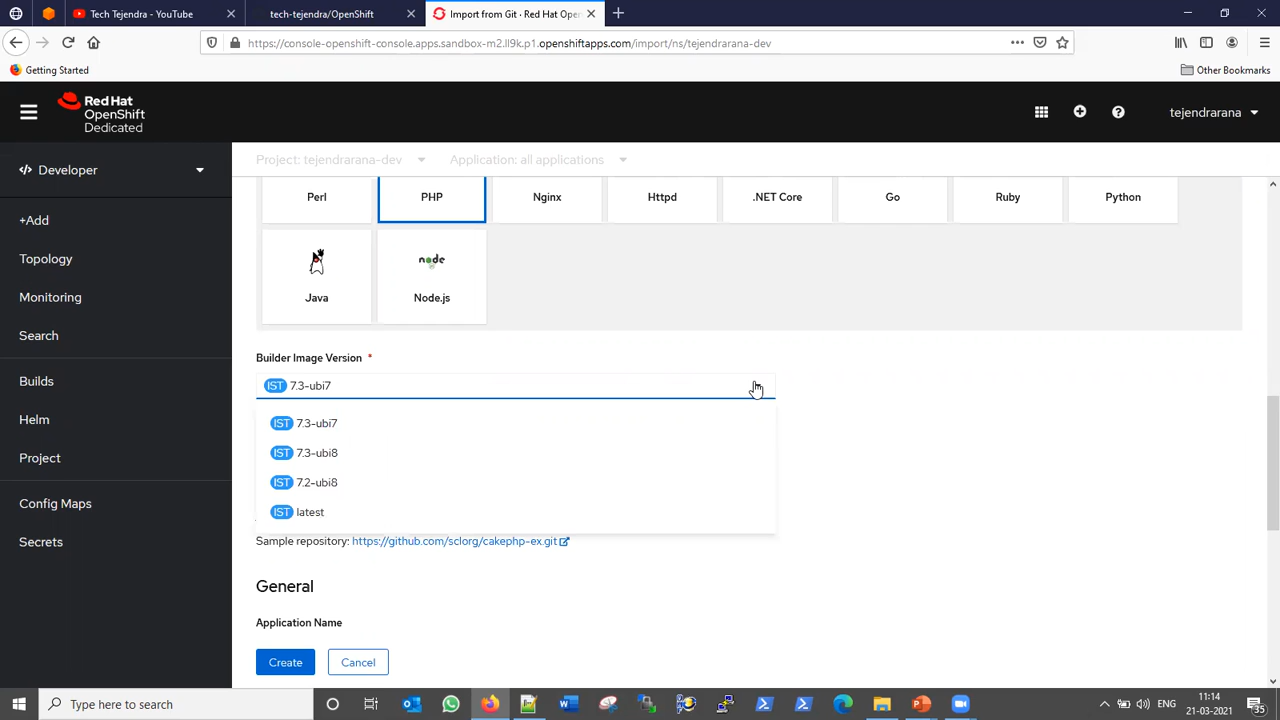 Tech Tejendra - YouTube
tech-tejendra/OpenShift
Import from Git · Red Hat Open
https://console-openshift-console.apps.sandbox-m2.ll9k.p1.openshiftapps.com/import/ns/tejendrarana-dev
Getting Started
Other Bookmarks
Red Hat
OpenShift
Dedicated
tejendrarana
Developer
Project: tejendrarana-dev
Application: all applications
+Add
Topology
Monitoring
Search
Builds
Helm
Project
Config Maps
Secrets
Perl
PHP
Nginx
Httpd
.NET Core
Go
Ruby
Python
node
Java
Node.js
Builder Image Version *
IST 7.3-ubi7
IST 7.3-ubi7
IST 7.3-ubi8
IST 7.2-ubi8
IST latest
Sample repository: https://github.com/sclorg/cakephp-ex.git
General
Application Name
Create
Cancel
Type here to search
ENG
11:14
21-03-2021
35